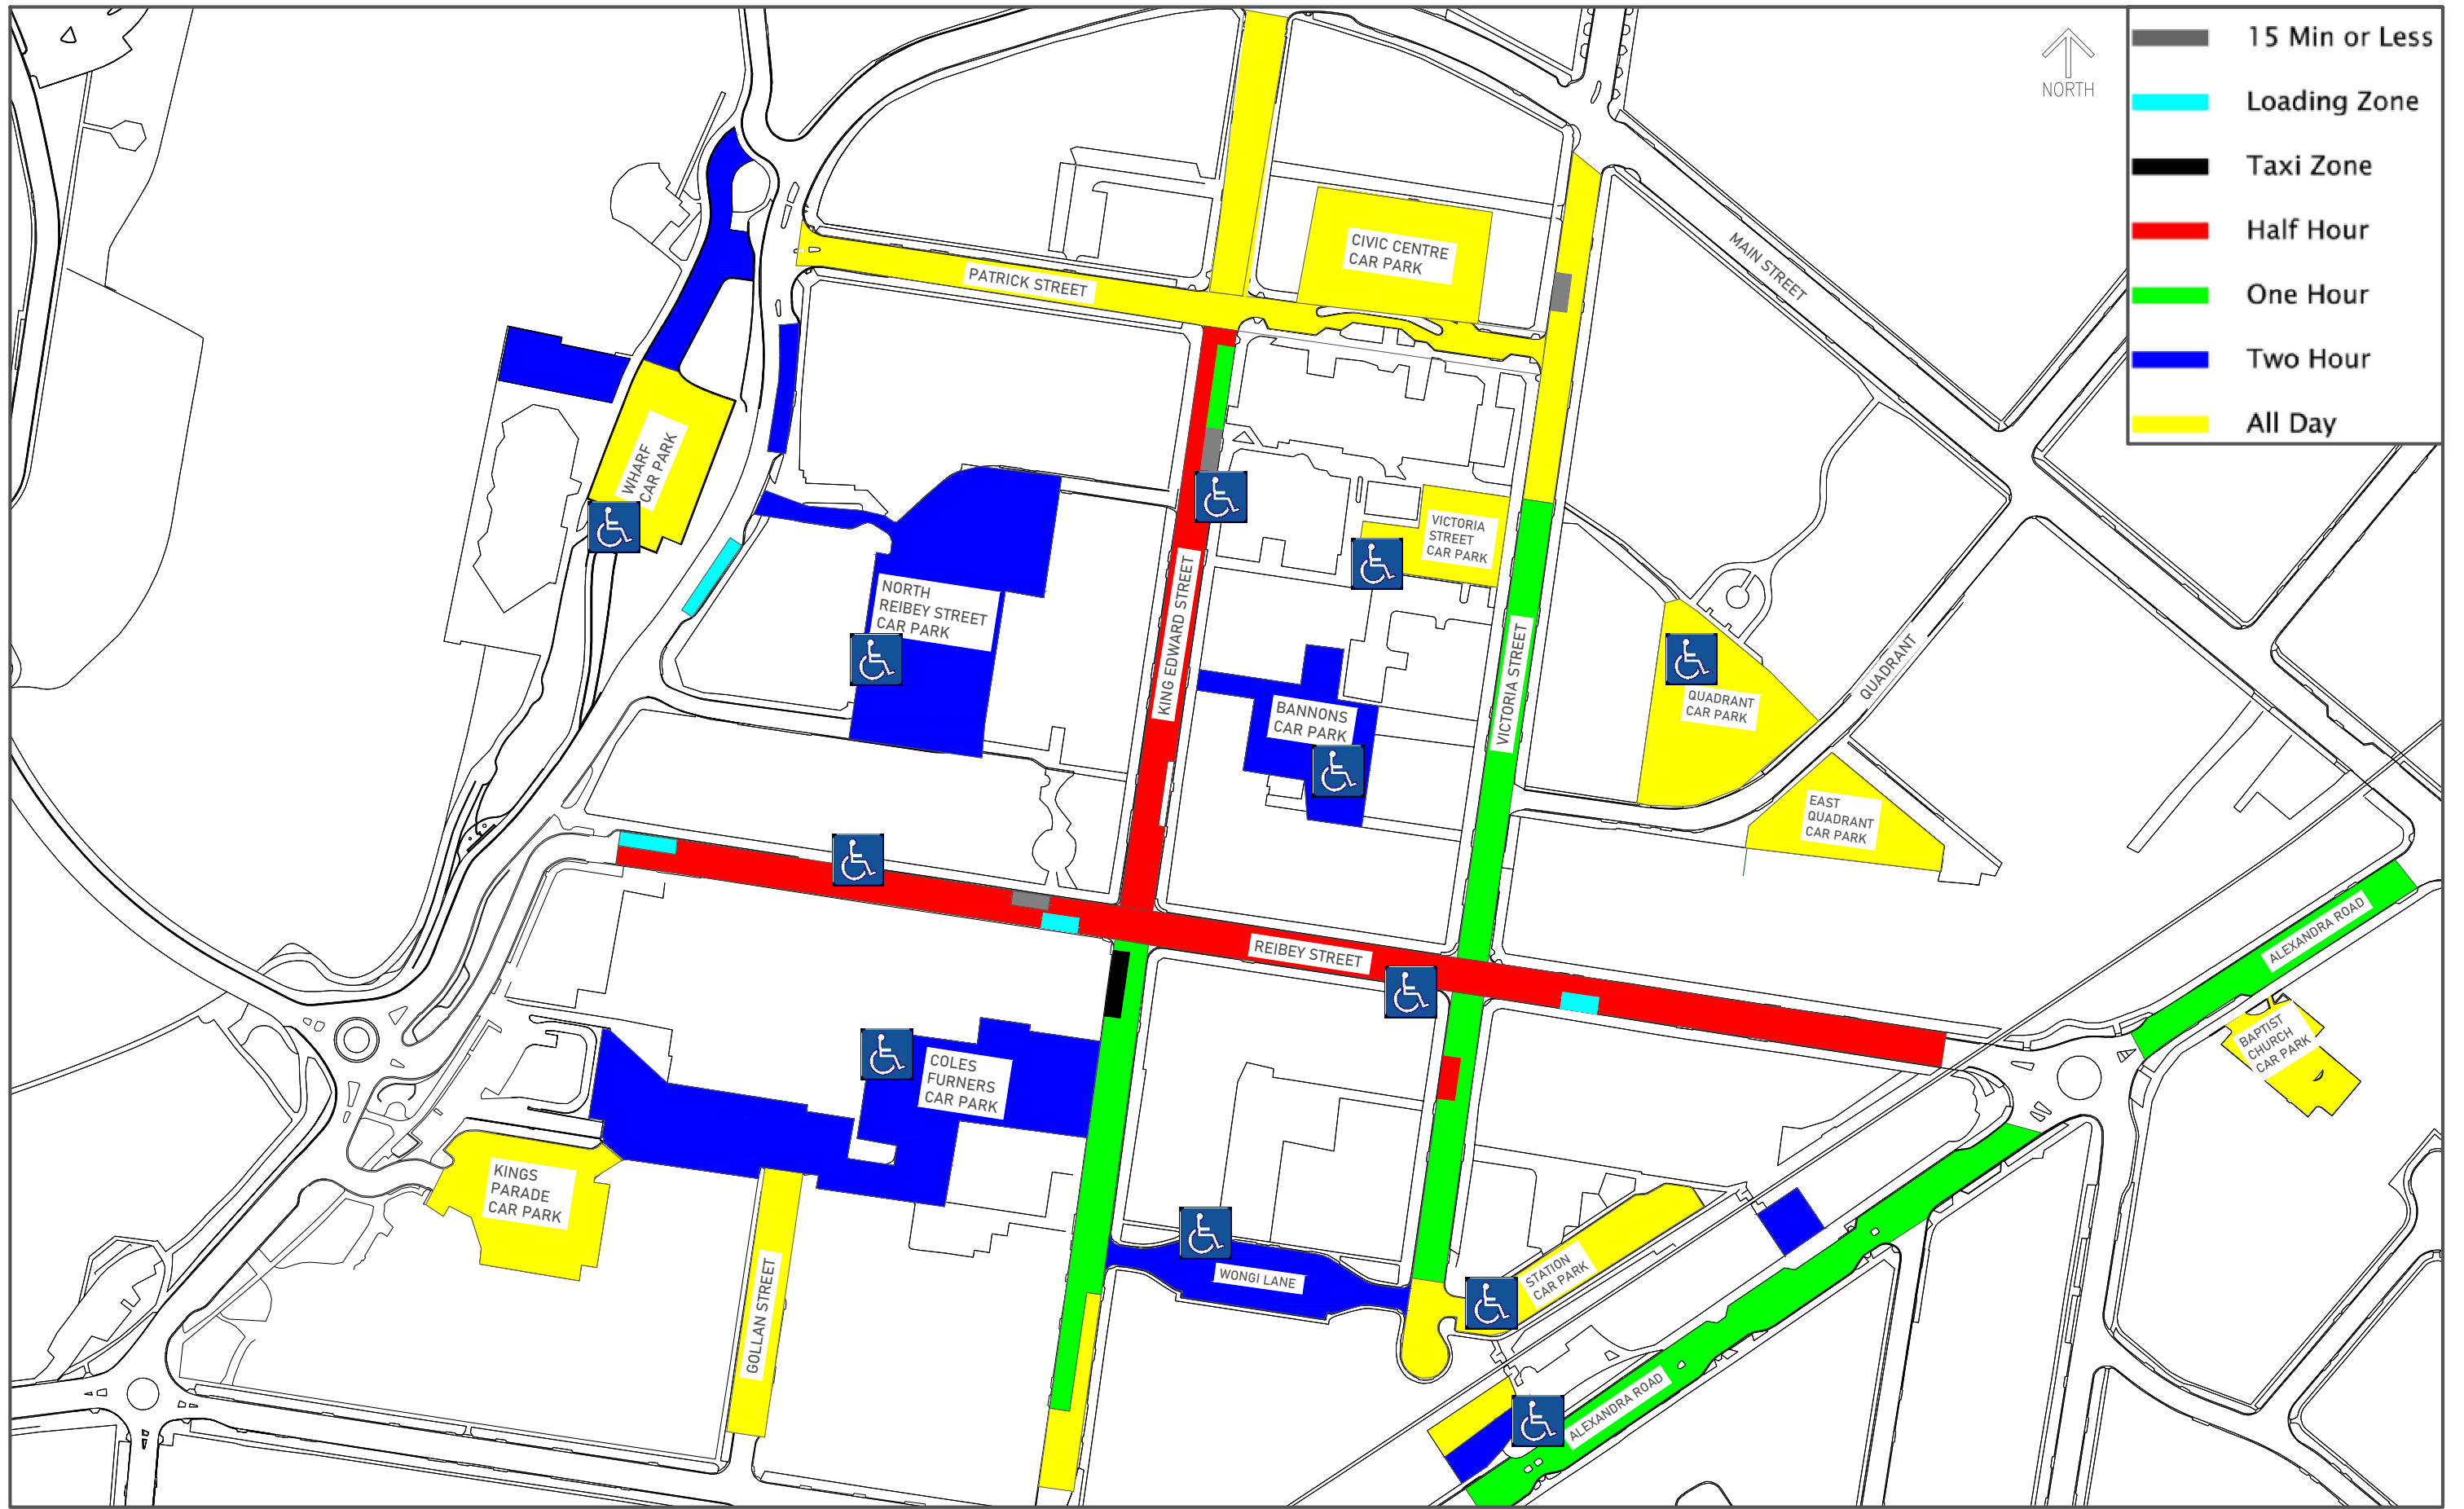 15 Min or Less
Loading Zone
Taxi Zone
Half Hour
One Hour
Two Hour
All Day
NORTH
CIVIC CENTRE
CAR PARK
MAIN STREET
PATRICK STREET
WHARF
CAR PARK
VICTORIA
STREET
CAR PARK
NORTH
REIBEY STREET
CAR PARK
KING EDWARD STREET
VICTORIA STREET
QUADRANT
QUADRANT
CAR PARK
BANNONS
CAR PARK
EAST
QUADRANT
CAR PARK
ALEXANDRA ROAD
REIBEY STREET
BAPTIST
CHURCH
CAR PARK
COLES
FURNERS
CAR PARK
KINGS
PARADE
CAR PARK
WONGI LANE
STATION
CAR PARK
GOLLAN STREET
ALEXANDRA ROAD